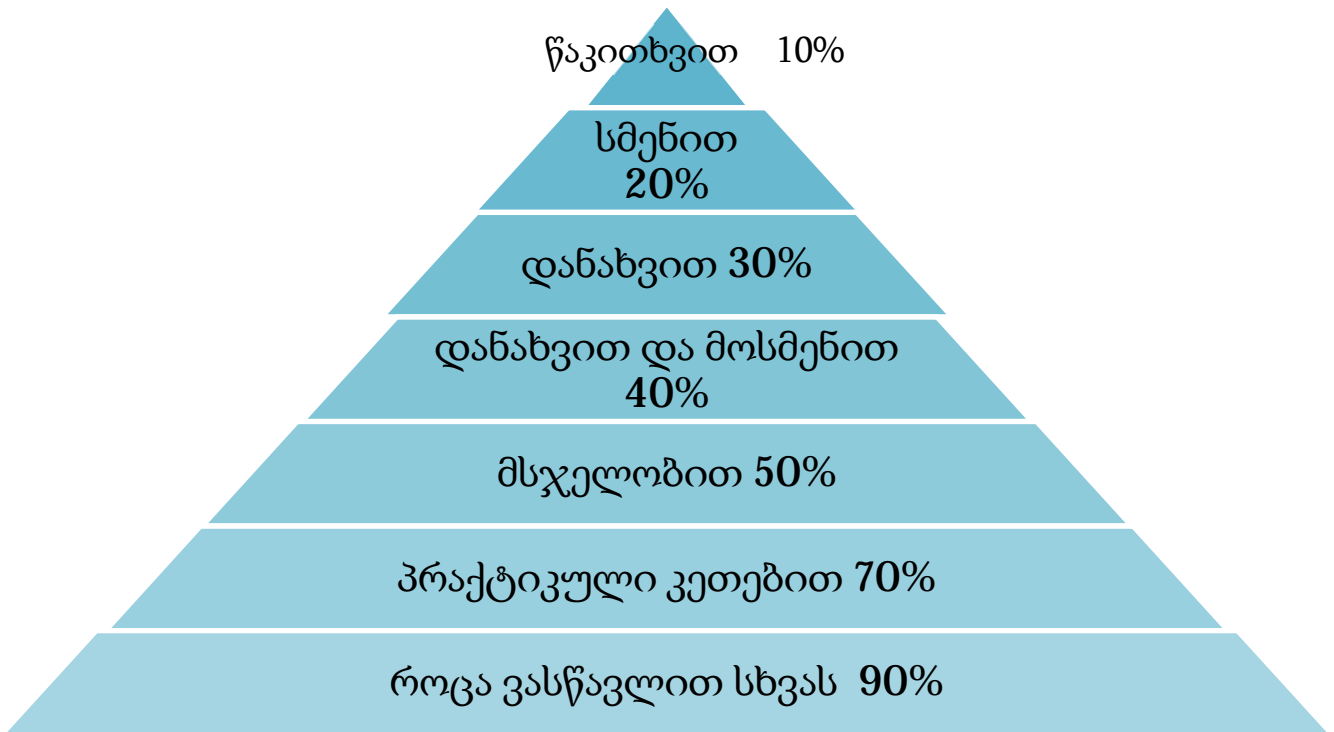 წაკითხვით 10%
სმენით
20%
დანახვით 30%
დანახვით და მოსმენით
40%
მსჯელობით 50%
პრაქტიკული კეთებით 70%
როცა ვასწავლით სხვას 90%